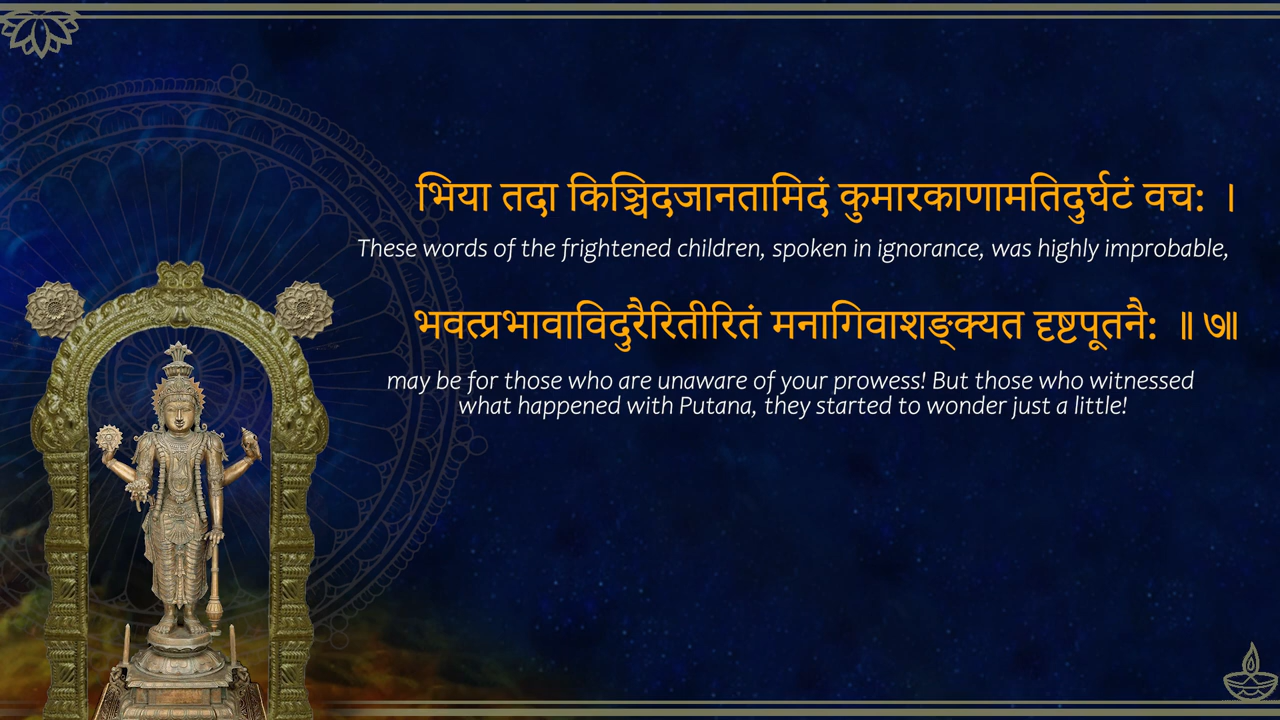 भिया तदा किञ्चिदजानतामिदं कुमारकाणामतिदुर्घटं वच: ।
These words of the frightened children, spoken in ignorance, was highly improbable,
भवत्प्रभावाविदुरैरितीरितं मनागिवाशङ्क्यत दृष्टपूतनै: ॥ ७॥
may be for those who are unaware of your prowess! But those who witnessed
what happened with Putana, they started to wonder just a little!